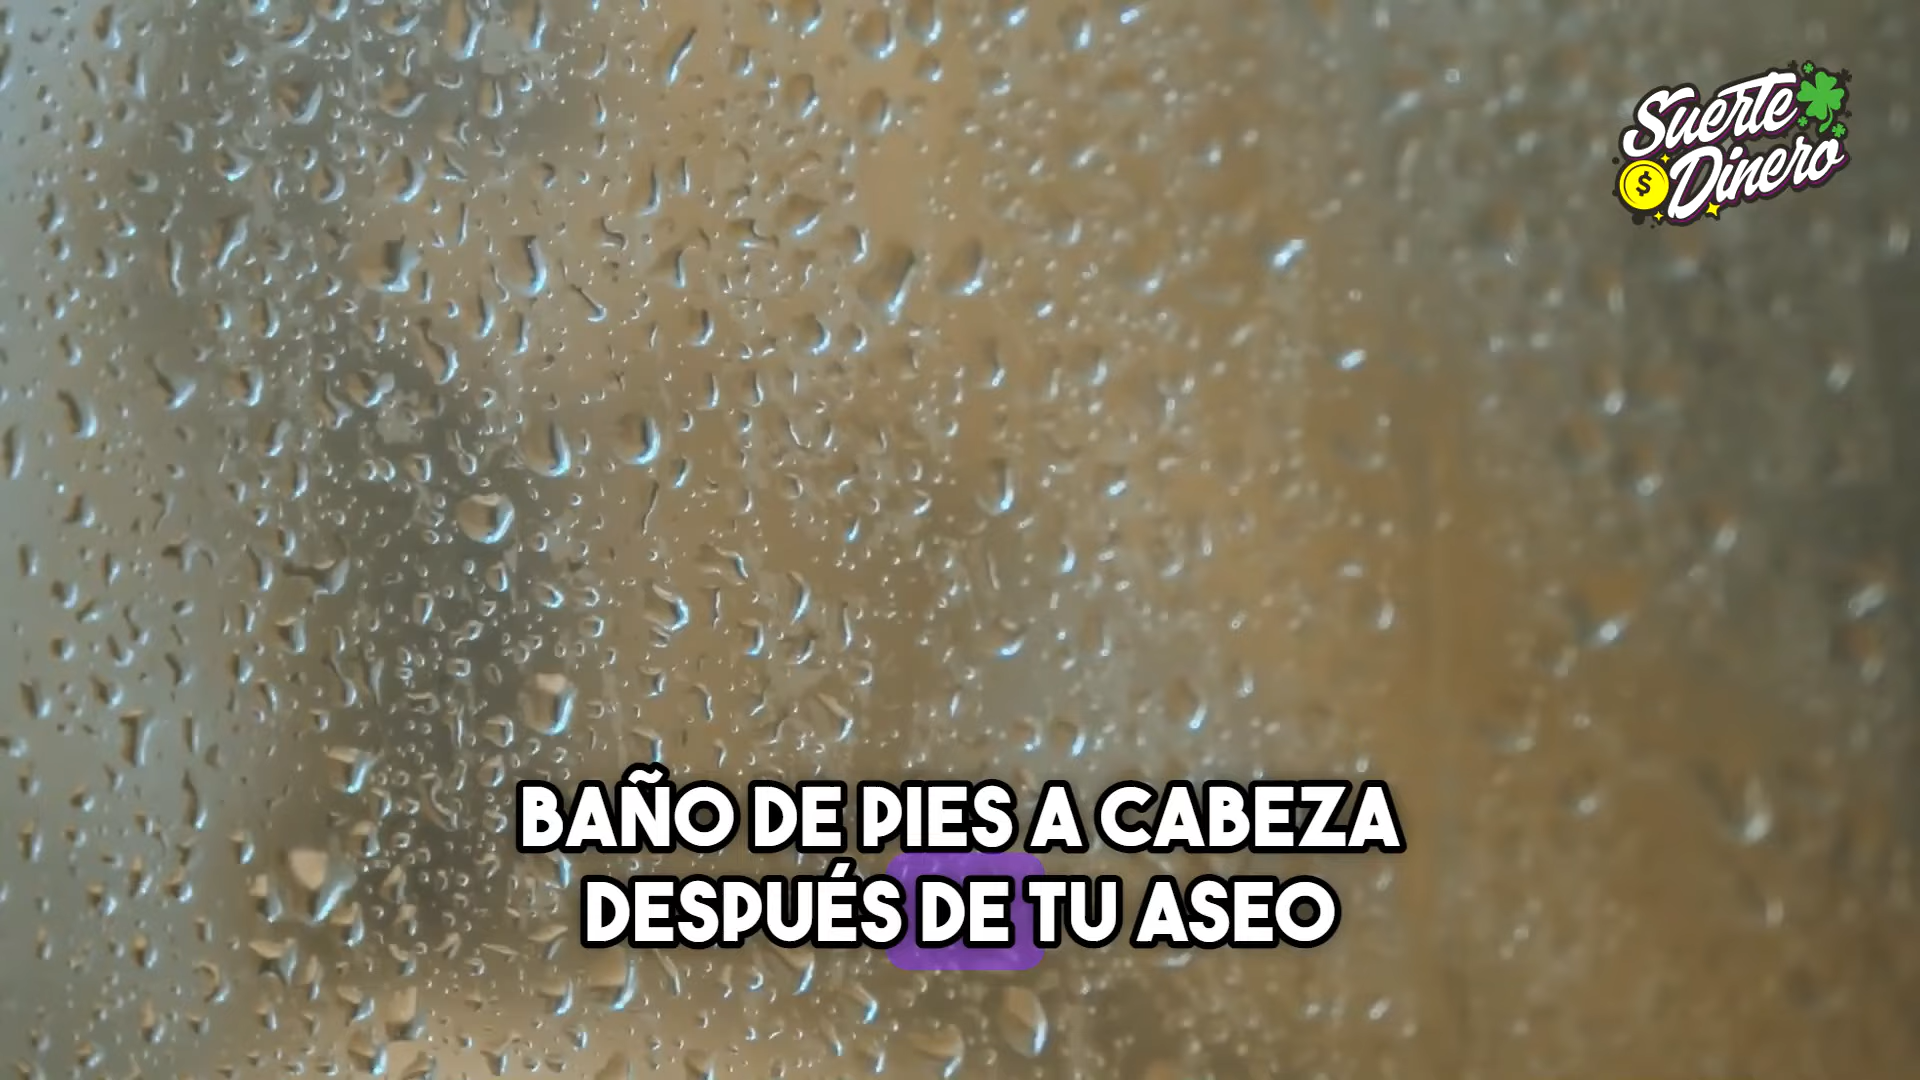 Suerte
Dinero
$
BAÑO DE PIES A CABEZA
DESPUÉS DE TU ASEO